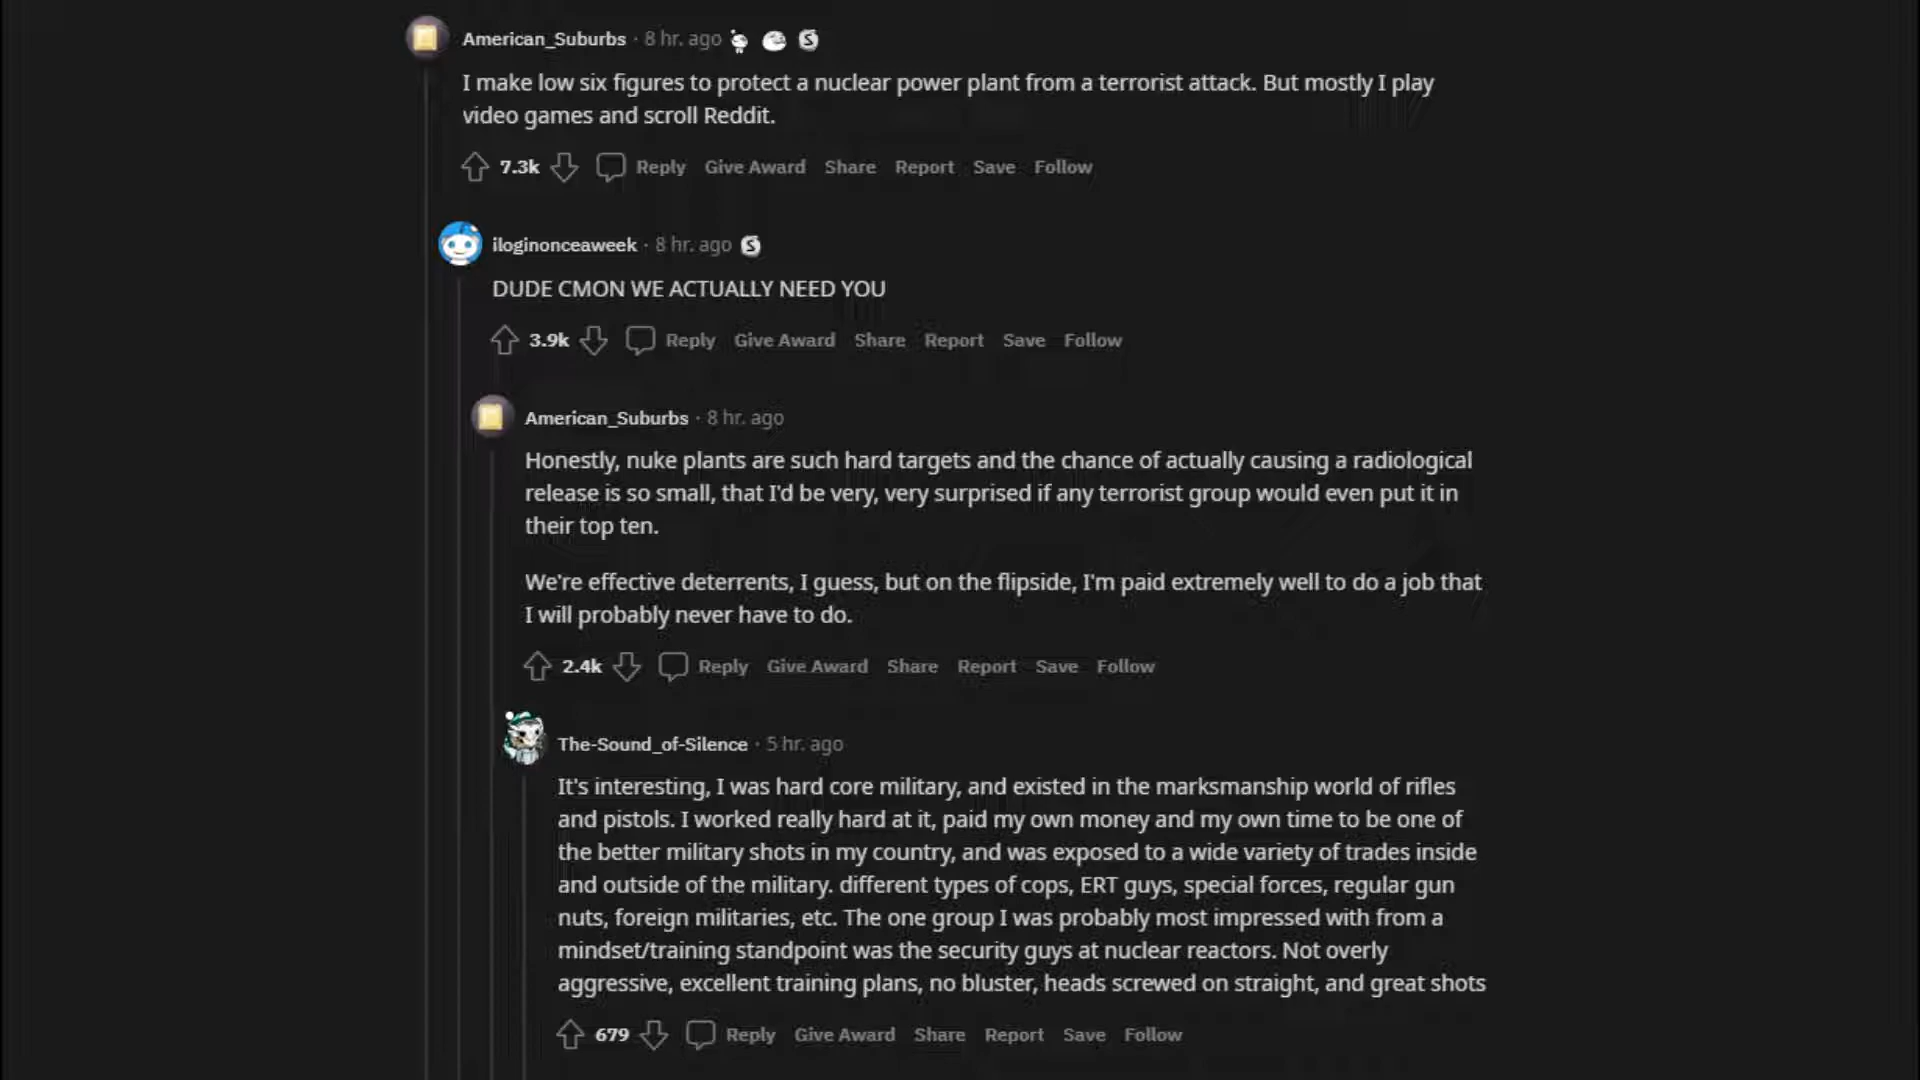 American_Suburbs · 8 hr. ago
I make low six figures to protect a nuclear power plant from a terrorist attack. But mostly I play
video games and scroll Reddit.
7.3k Reply Give Award Share Report Save Follow
iloginonceaweek · 8 hr. ago
DUDE CMON WE ACTUALLY NEED YOU
3.9k Reply Give Award Share Report Save Follow
American_Suburbs · 8 hr. ago
Honestly, nuke plants are such hard targets and the chance of actually causing a radiological
release is so small, that I'd be very, very surprised if any terrorist group would even put it in
their top ten.
We're effective deterrents, I guess, but on the flipside, I'm paid extremely well to do a job that
I will probably never have to do.
2.4k Reply Give Award Share Report Save Follow
The-Sound_of-Silence · 5 hr. ago
It's interesting, I was hard core military, and existed in the marksmanship world of rifles
and pistols. I worked really hard at it, paid my own money and my own time to be one of
the better military shots in my country, and was exposed to a wide variety of trades inside
and outside of the military. different types of cops, ERT guys, special forces, regular gun
nuts, foreign militaries, etc. The one group I was probably most impressed with from a
mindset/training standpoint was the security guys at nuclear reactors. Not overly
aggressive, excellent training plans, no bluster, heads screwed on straight, and great shots
679 Reply Give Award Share Report Save Follow